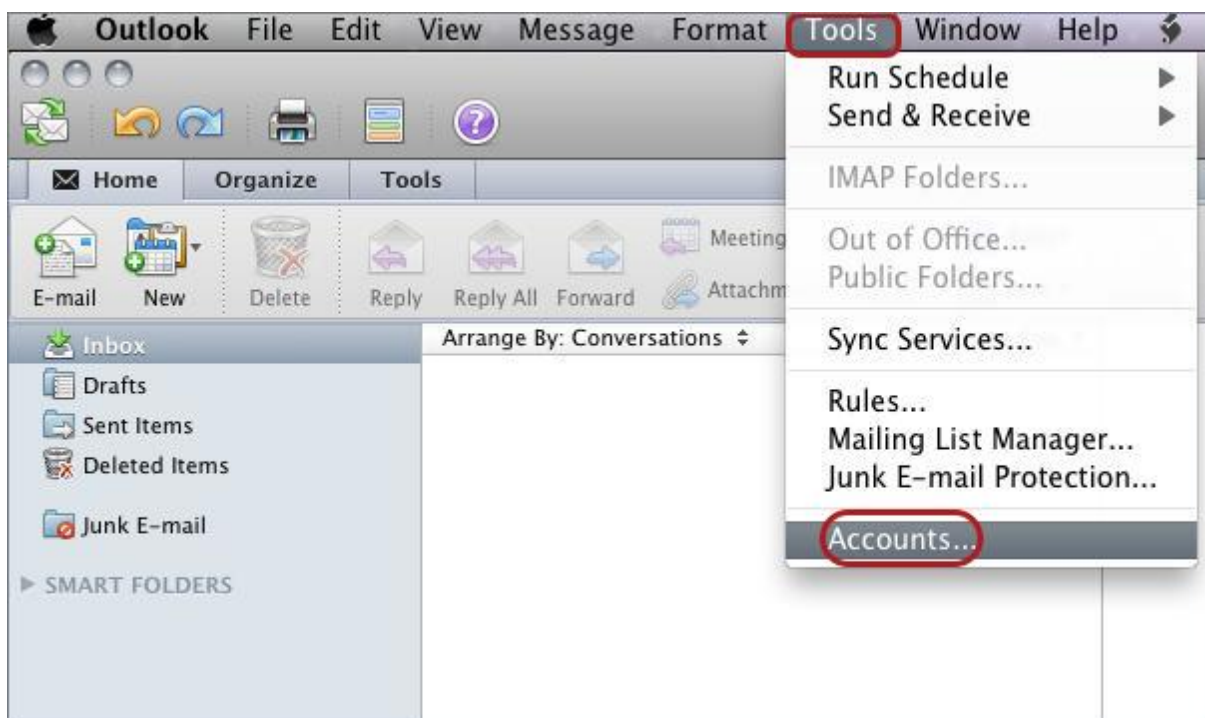 Outlook File Edit View Message Format Tools Window Help
Run Schedule
Send & Receive
IMAP Folders...
Out of Office...
Public Folders...
Sync Services...
Rules...
Mailing List Manager...
Junk E-mail Protection...
Accounts...
Home Organize Tools
E-mail New Delete Reply Reply All Forward
Meeting
Attachm
Inbox
Drafts
Sent Items
Deleted Items
Junk E-mail
SMART FOLDERS
Arrange By: Conversations